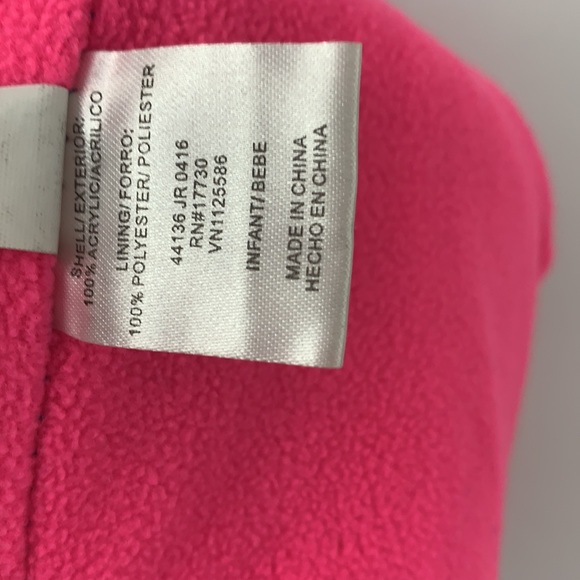 SHELL/ EXTERIOR:
100% ACRYLIC/ACRILICO
LINING/ FORRO:
100% POLYESTER/ POLIESTER
44136 JR 0416
RN#17730
VN1125586
INFANT/ BEBE
MADE IN CHINA
HECHO EN CHINA